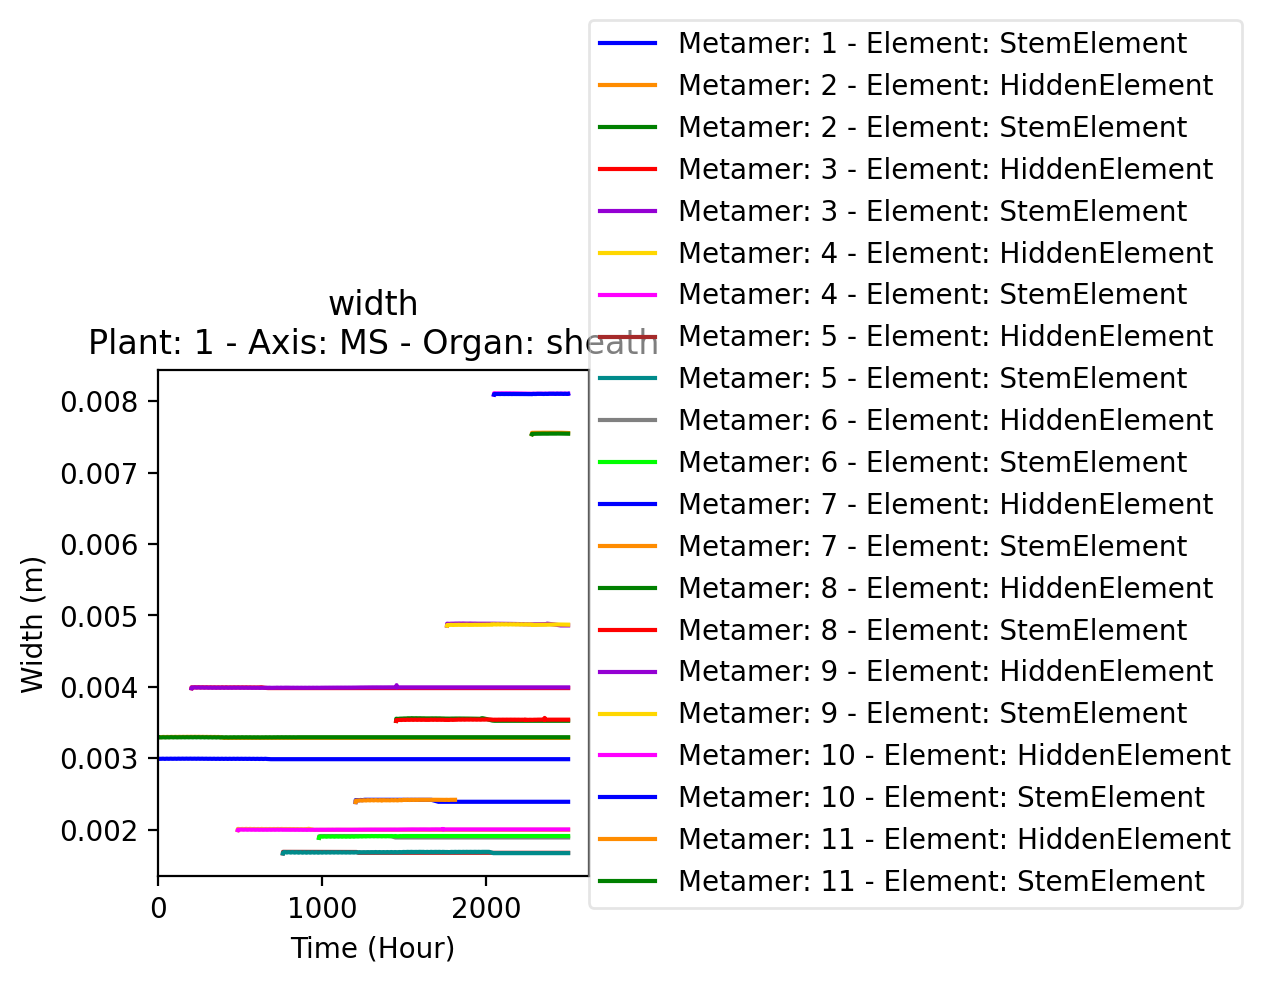 width
Plant: 1 - Axis: MS - Organ: sheath
Width (m)
0.008
0.007
0.006
0.005
0.004
0.003
0.002
0 1000 2000
Time (Hour)
Metamer: 1 - Element: StemElement
Metamer: 2 - Element: HiddenElement
Metamer: 2 - Element: StemElement
Metamer: 3 - Element: HiddenElement
Metamer: 3 - Element: StemElement
Metamer: 4 - Element: HiddenElement
Metamer: 4 - Element: StemElement
Metamer: 5 - Element: HiddenElement
Metamer: 5 - Element: StemElement
Metamer: 6 - Element: HiddenElement
Metamer: 6 - Element: StemElement
Metamer: 7 - Element: HiddenElement
Metamer: 7 - Element: StemElement
Metamer: 8 - Element: HiddenElement
Metamer: 8 - Element: StemElement
Metamer: 9 - Element: HiddenElement
Metamer: 9 - Element: StemElement
Metamer: 10 - Element: HiddenElement
Metamer: 10 - Element: StemElement
Metamer: 11 - Element: HiddenElement
Metamer: 11 - Element: StemElement